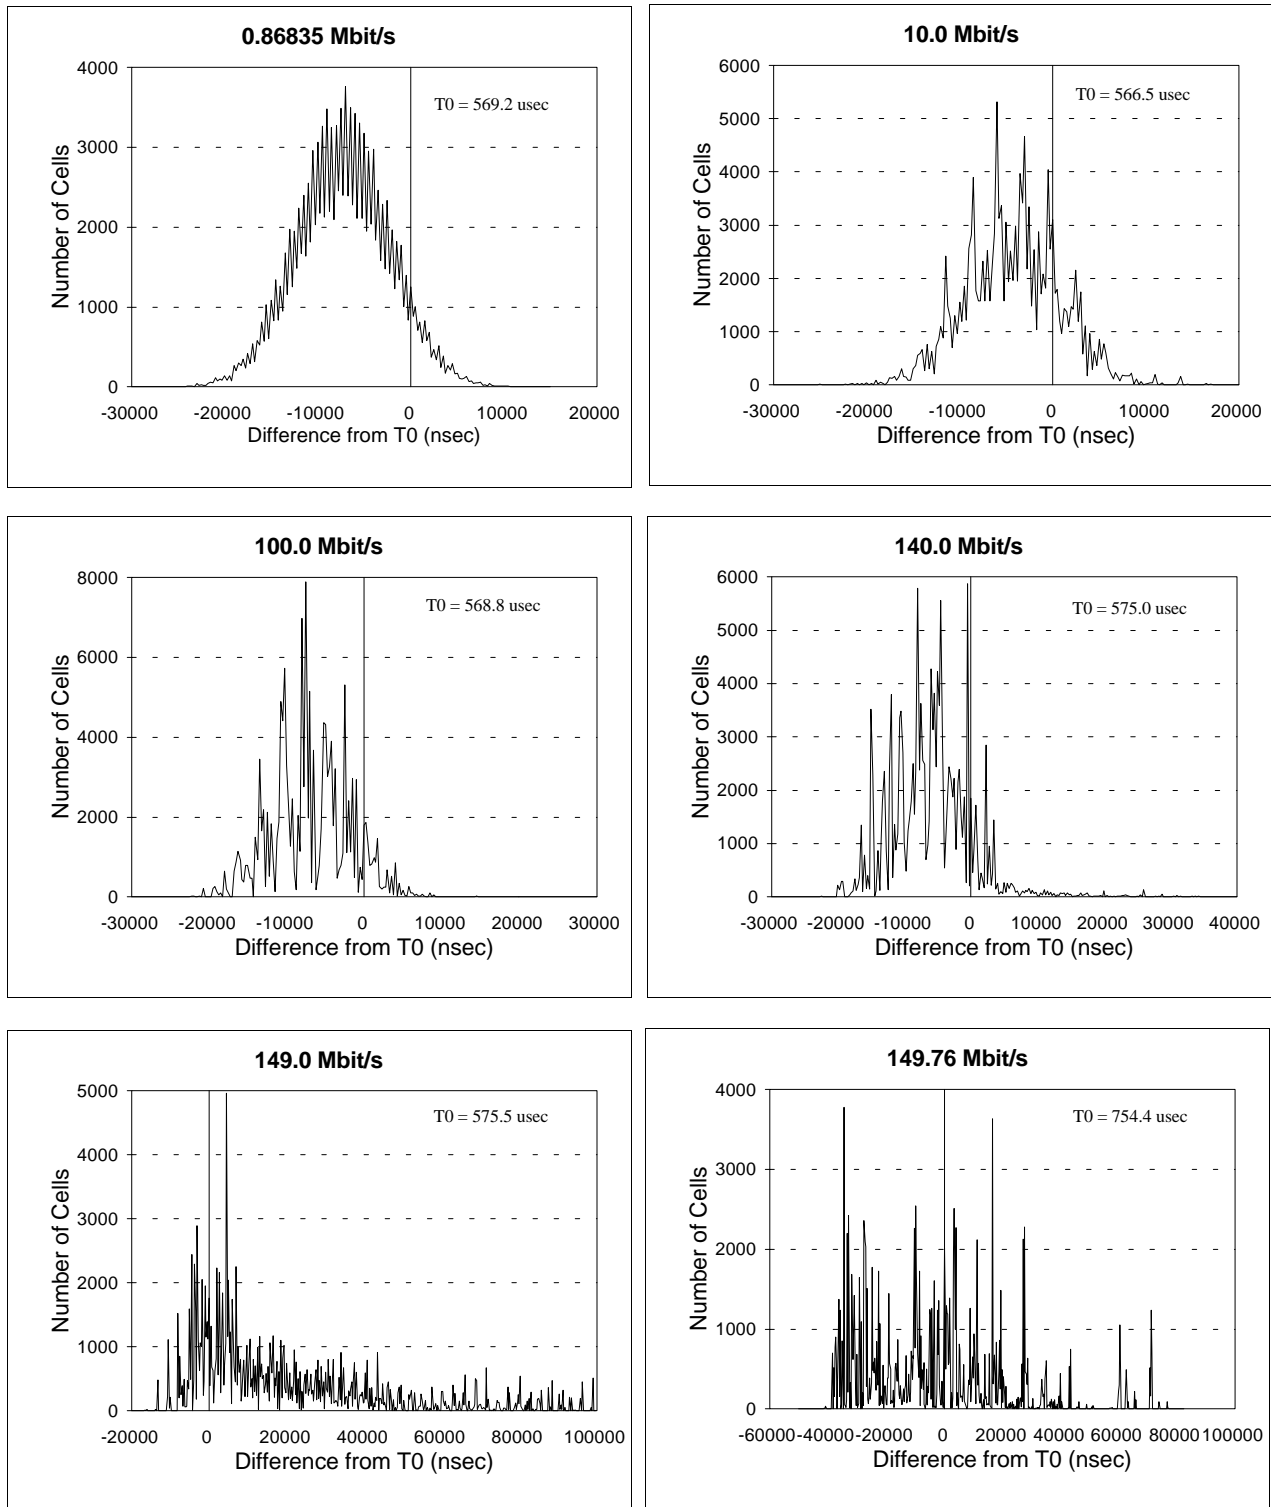 0.86835 Mbit/s
T0 = 569.2 usec
Number of Cells
4000
3000
2000
1000
0
-30000 -20000 -10000 0 10000 20000
Difference from T0 (nsec)
10.0 Mbit/s
T0 = 566.5 usec
Number of Cells
6000
5000
4000
3000
2000
1000
0
-30000 -20000 -10000 0 10000 20000
Difference from T0 (nsec)
100.0 Mbit/s
T0 = 568.8 usec
Number of Cells
8000
6000
4000
2000
0
-30000 -20000 -10000 0 10000 20000 30000
Difference from T0 (nsec)
140.0 Mbit/s
T0 = 575.0 usec
Number of Cells
6000
5000
4000
3000
2000
1000
0
-30000 -20000 -10000 0 10000 20000 30000 40000
Difference from T0 (nsec)
149.0 Mbit/s
T0 = 575.5 usec
Number of Cells
5000
4000
3000
2000
1000
0
-20000 0 20000 40000 60000 80000 100000
Difference from T0 (nsec)
149.76 Mbit/s
T0 = 754.4 usec
Number of Cells
4000
3000
2000
1000
0
-60000 -40000 -20000 0 20000 40000 60000 80000 100000
Difference from T0 (nsec)